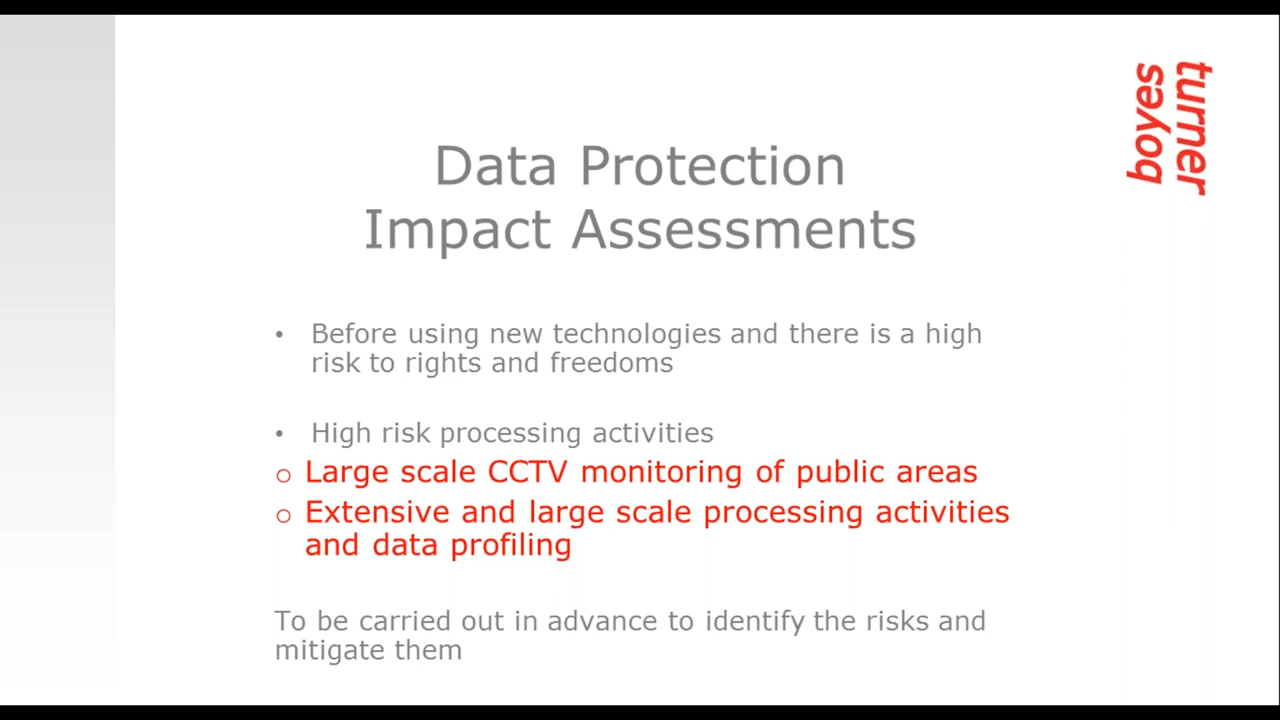 boyes
turner
Data Protection
Impact Assessments
• Before using new technologies and there is a high
risk to rights and freedoms
• High risk processing activities
o Large scale CCTV monitoring of public areas
o Extensive and large scale processing activities
and data profiling
To be carried out in advance to identify the risks and
mitigate them